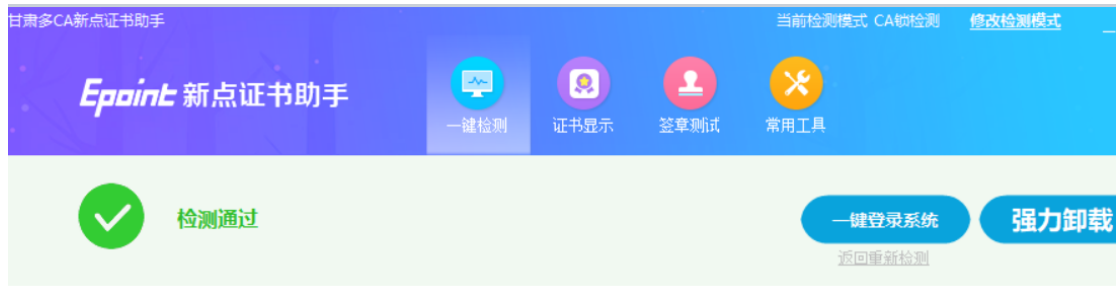 甘肃多CA新点证书助手 当前检测模式 CA锁检测 修改检测模式
Epoint 新点证书助手
一键检测 证书显示 签章测试 常用工具
检测通过 一键登录系统 强力卸载
返回重新检测